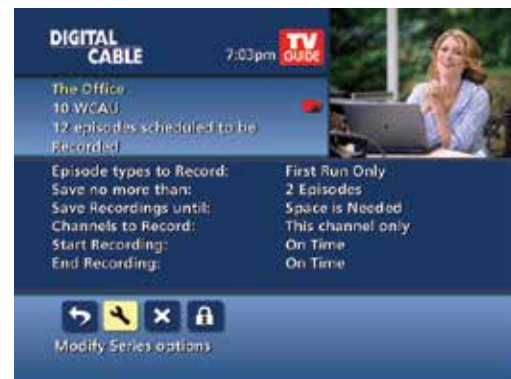 DIGITAL
CABLE
7:03pm
TV
GUIDE
The Office
10 WCAU
12 episodes scheduled to be
Recorded
Episode types to Record: First Run Only
Save no more than: 2 Episodes
Save Recordings until: Space is Needed
Channels to Record: This channel only
Start Recording: On Time
End Recording: On Time
Modify Series options